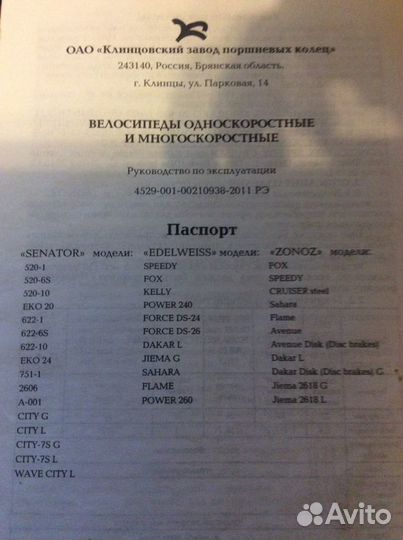 ОАО «Клинцовский завод поршневых колец»
243140, Россия, Брянская область.
г. Клинцы, ул. Парковая, 14
ВЕЛОСИПЕДЫ ОДНОСКОРОСТНЫЕ
И МНОГОСКОРОСТНЫЕ
Руководство по эксплуатации
4529-001-00210938-2011 РЭ
Паспорт
«SENATOR» модели: «EDELWEISS» модели: «ZONOZ» модели:
520-1 SPEEDY FOX
520-6S FOX SPEEDY
520-10 KELLY CRUISER steel
EKO 20 POWER 240 Sahara
622-1 FORCE DS-24 Flame
622-6S FORCE DS-26 Avenue
622-10 DAKAR L Avenue Disk (Disc brakes)
EKO 24 JIEMA G Dakar L
751-1 SAHARA Dakar Disk (Disc brakes) G
2606 FLAME Jiema 2618 G
A-001 POWER 260 Jiema 2618 L
CITY G
CITY L
CITY-7S G
CITY-7S L
WAVE CITY L
Avito